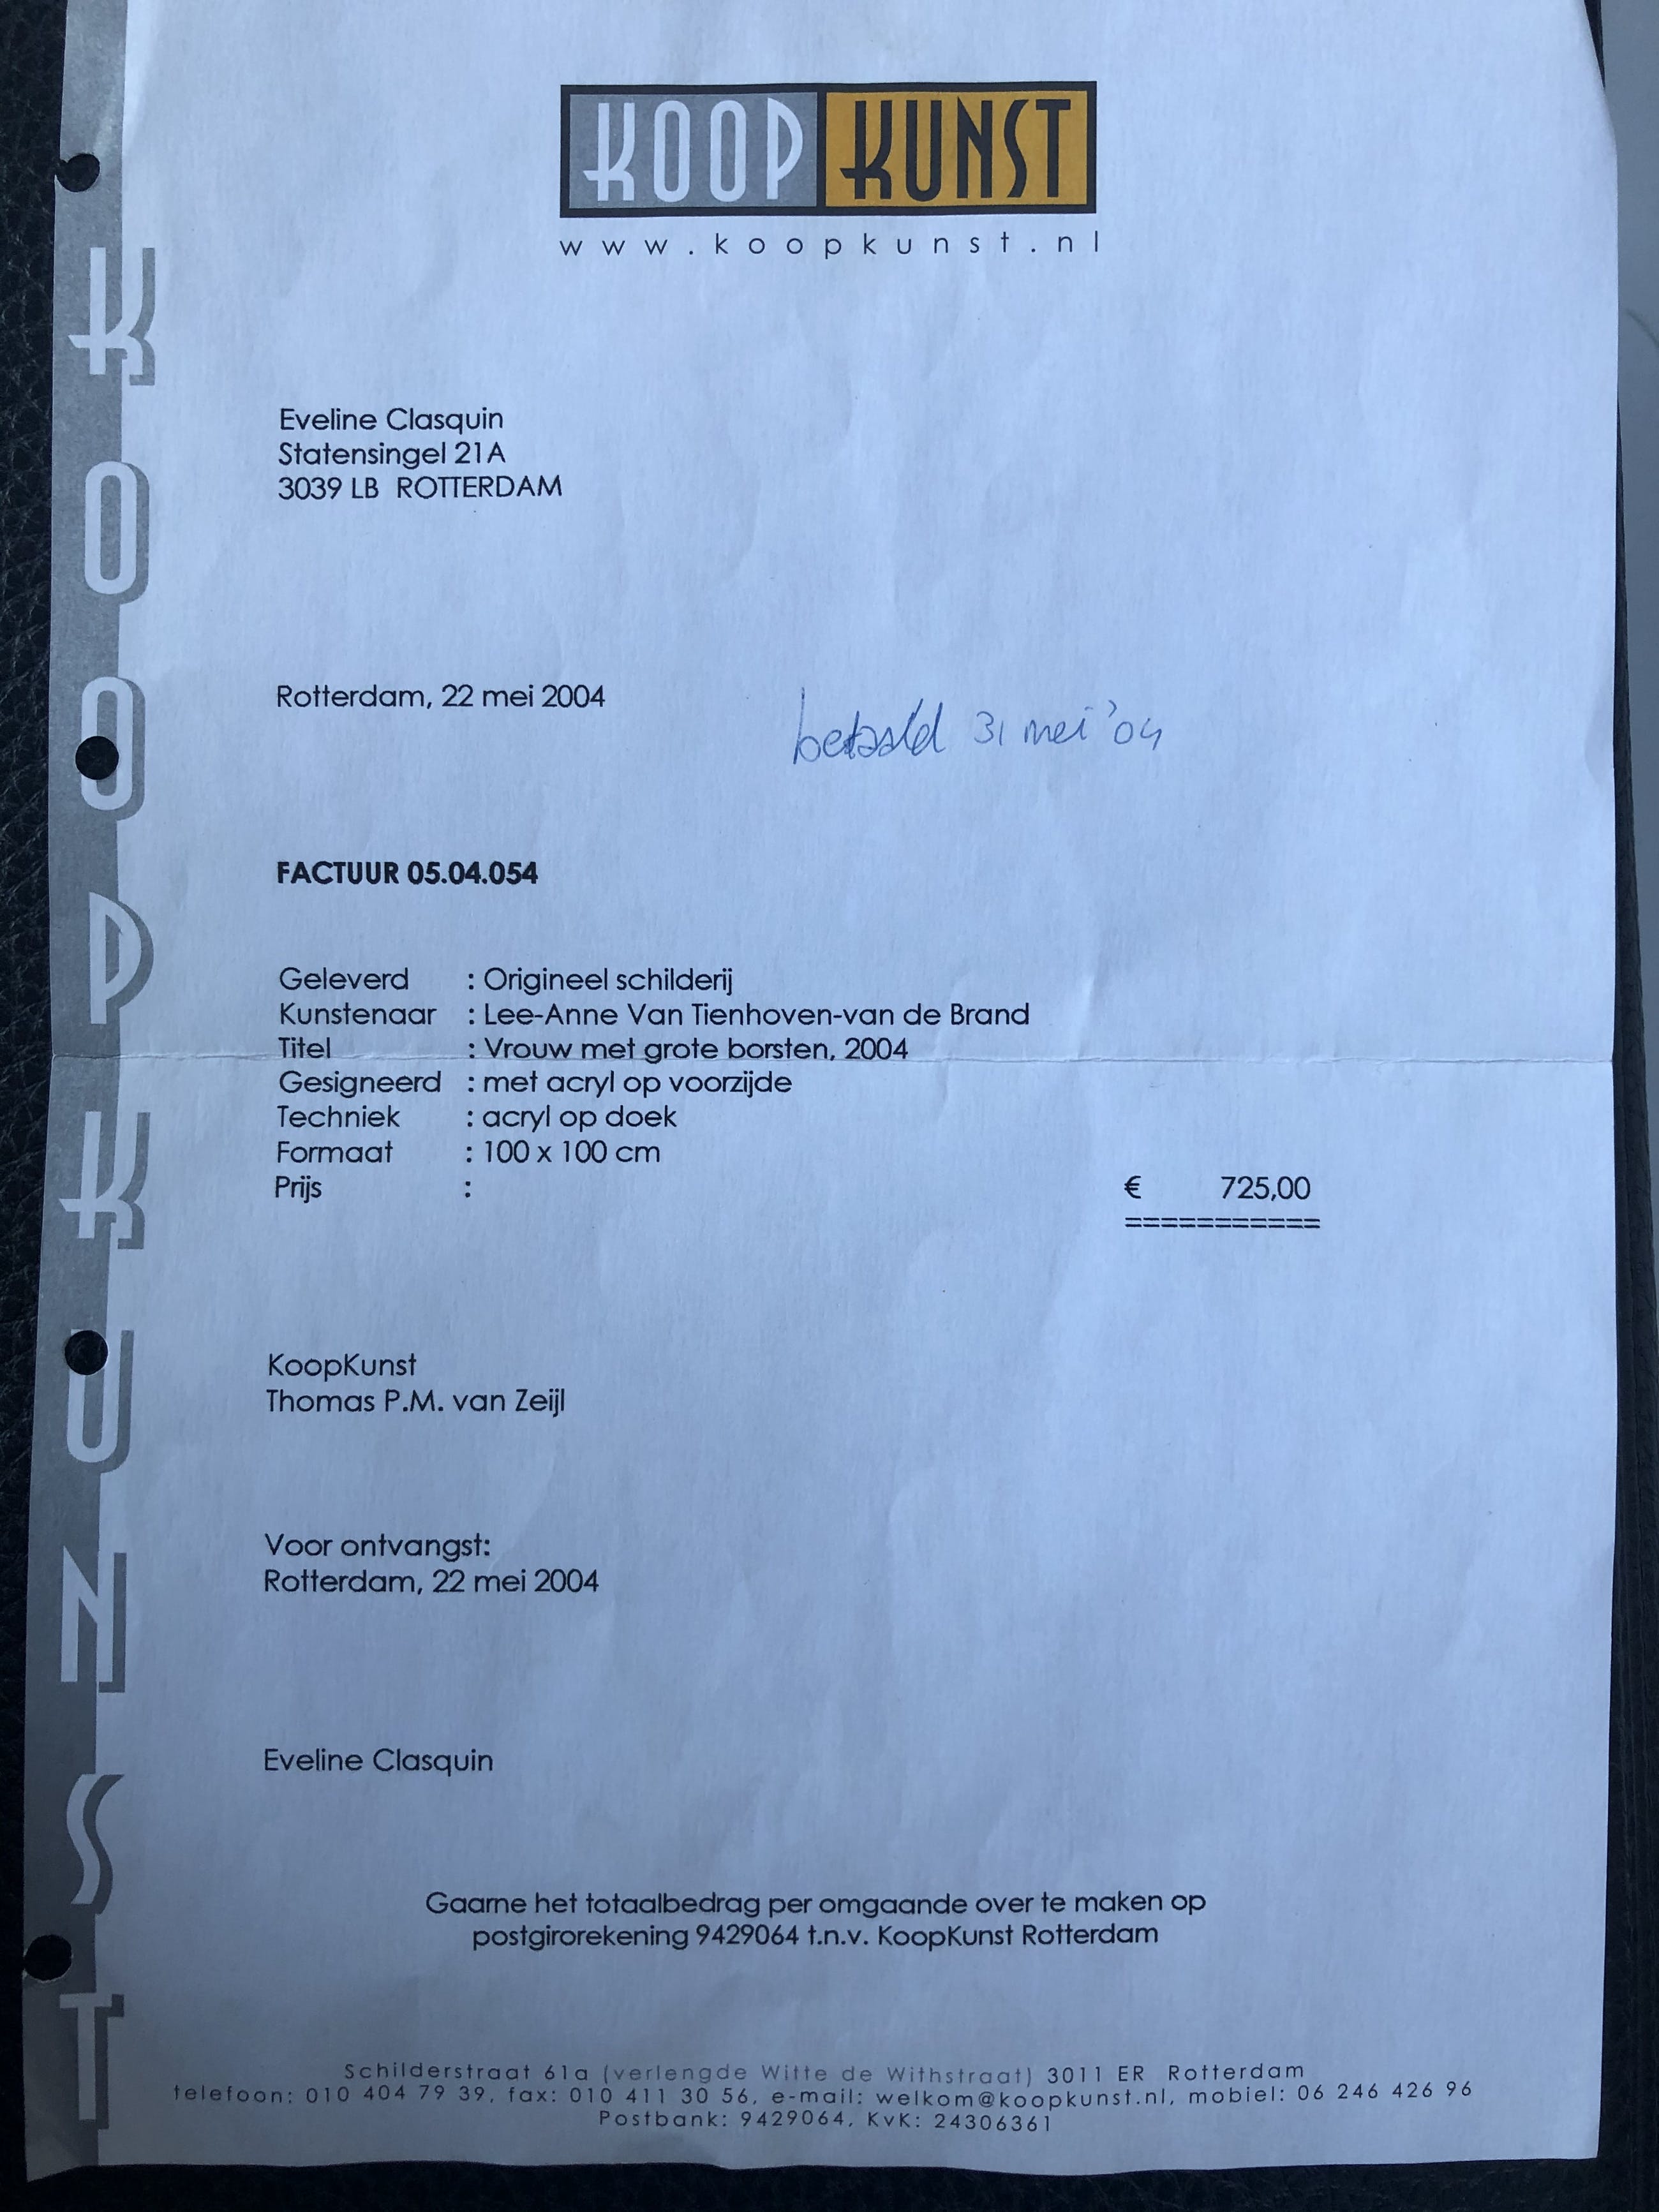 KOOP KUNST
www.koopkunst.nl
KOOPKUNST
Eveline Clasquin
Statensingel 21A
3039 LB ROTTERDAM
Rotterdam, 22 mei 2004
betaald 31 mei '04
FACTUUR 05.04.054
Geleverd : Origineel schilderij
Kunstenaar : Lee-Anne Van Tienhoven-van de Brand
Titel : Vrouw met grote borsten, 2004
Gesigneerd : met acryl op voorzijde
Techniek : acryl op doek
Formaat : 100 x 100 cm
Prijs : € 725,00
===========
KoopKunst
Thomas P.M. van Zeijl
Voor ontvangst:
Rotterdam, 22 mei 2004
Eveline Clasquin
Gaarne het totaalbedrag per omgaande over te maken op
postgirorekening 9429064 t.n.v. KoopKunst Rotterdam
Schilderstraat 61a (verlengde Witte de Withstraat) 3011 ER Rotterdam
telefoon: 010 404 79 39, fax: 010 411 30 56, e-mail: welkom@koopkunst.nl, mobiel: 06 246 426 96
Postbank: 9429064, KvK: 24306361